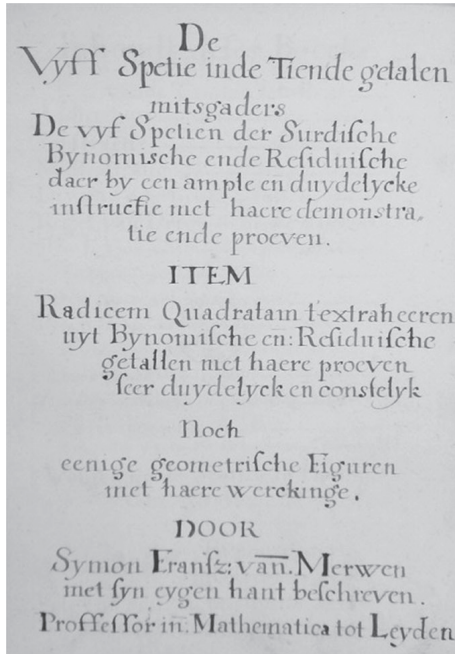 De
Vyff Spetie inde Tiende getalen
mitsgaders
De vyf Spetien der Surdische
Bynomische ende Residuische
daer by een ample en duydelycke
instructie met haere demonstra,
tie ende proeven.
ITEM
Radicem Quadratam t'extraheeren
uyt Bynomische en: Residuische
getallen met haere proeven
seer duydelyck en constelyk
Noch
eenige geometrische Figuren
met haere werckinge.
DOOR
Symon Fransz: van. Merwen
met syn eygen hant beschreven.
Proffessor in Mathematica tot Leyden